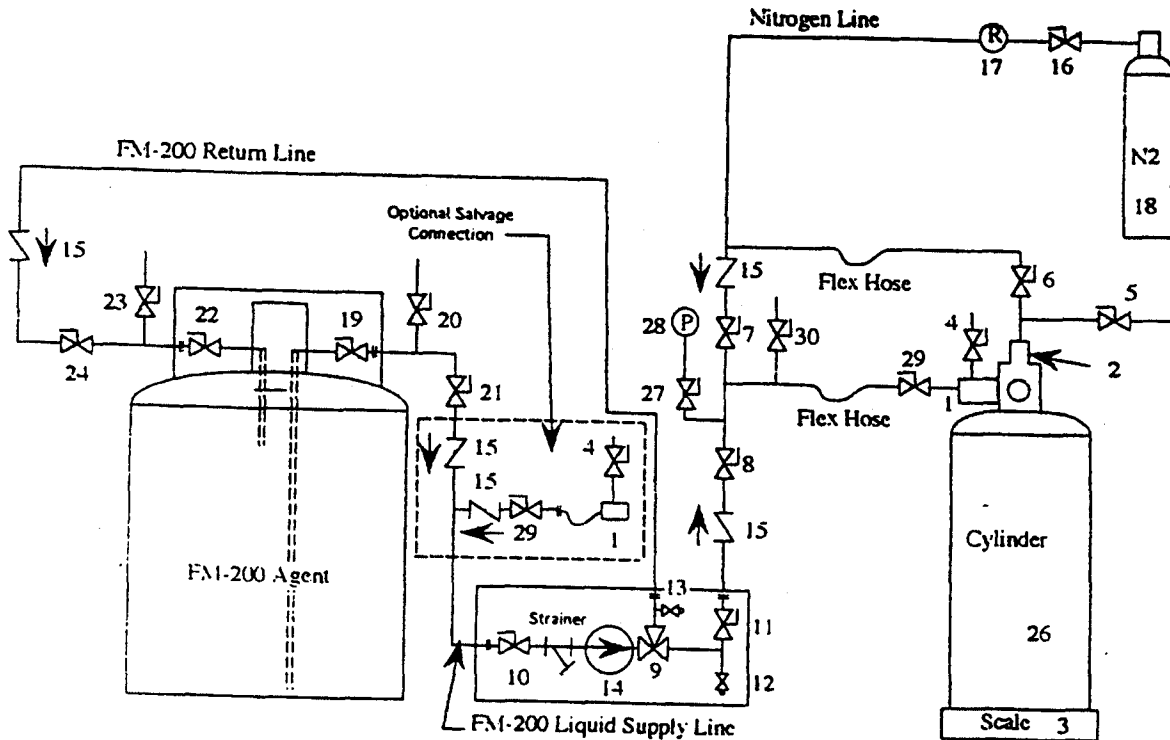 Nitrogen Line
R
17
16
N2
18
FM-200 Return Line
Optional Salvage
Connection
15
15
Flex Hose
6
5
23
22
19
20
28
P
7
30
4
24
21
27
29
1
2
Flex Hose
15
15
4
8
29
1
15
Cylinder
FM-200 Agent
13
Strainer
11
26
10
14
9
12
FM-200 Liquid Supply Line
Scale 3